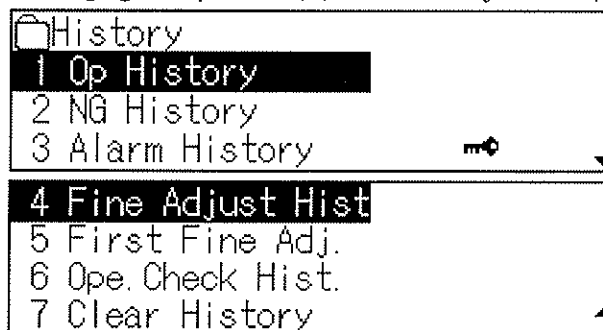 History
1 Op History
2 NG History
3 Alarm History
4 Fine Adjust Hist
5 First Fine Adj.
6 Ope.Check Hist.
7 Clear History